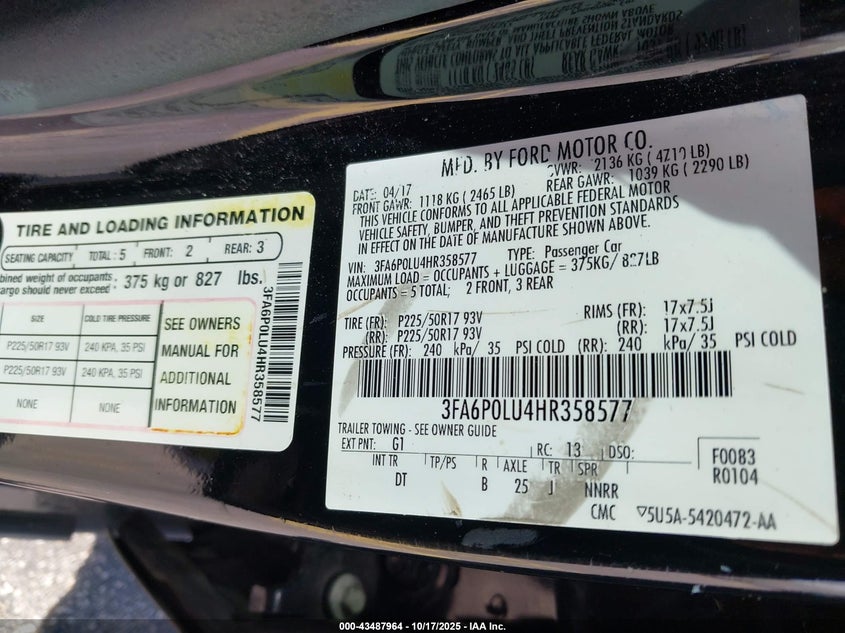 TIRE AND LOADING INFORMATION
SEATING CAPACITY TOTAL: 5 FRONT: 2 REAR: 3
bined weight of occupants
cargo should never exceed: 375 kg or 827 lbs.
SIZE COLD TIRE PRESSURE
P225/50R17 93V 240 KPA, 35 PSI
P225/50R17 93V 240 KPA, 35 PSI
NONE NONE
SEE OWNERS
MANUAL FOR
ADDITIONAL
INFORMATION
3FA6P0LU4HR358577
MFD. BY FORD MOTOR CO.
DATE: 04/17 GVWR: 2136 KG (4710 LB)
FRONT GAWR: 1118 KG (2465 LB) REAR GAWR: 1039 KG (2290 LB)
THIS VEHICLE CONFORMS TO ALL APPLICABLE FEDERAL MOTOR
VEHICLE SAFETY, BUMPER, AND THEFT PREVENTION STANDARDS
IN EFFECT ON THE DATE OF MANUFACTURE SHOWN ABOVE.
VIN: 3FA6P0LU4HR358577 TYPE: Passenger Car
MAXIMUM LOAD = OCCUPANTS + LUGGAGE = 375KG/ 827LB
OCCUPANTS = 5 TOTAL; 2 FRONT, 3 REAR
TIRE (FR): P225/50R17 93V RIMS (FR): 17x7.5j
(RR): P225/50R17 93V (RR): 17x7.5j
PRESSURE (FR): 240 kPa/ 35 PSI COLD (RR): 240 kPa/ 35 PSI COLD
3FA6P0LU4HR358577
TRAILER TOWING - SEE OWNER GUIDE
EXT PNT: G1 RC: 13 DSO: F0083
INT TR TP/PS R AXLE TR SPR R0104
DT B 25 J NNRR
CMC ▽5U5A-5420472-AA
000-43487964 | 10/17/2025 | IAA Inc.